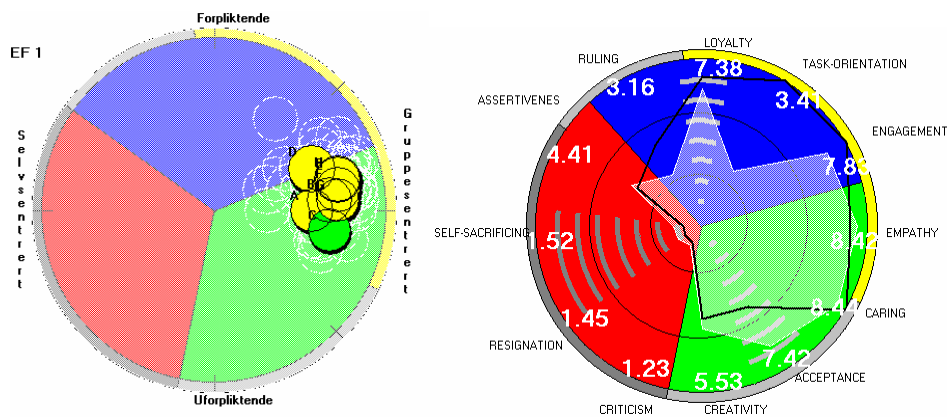 Forpliktende
EF 1
Selvsentrert
Gruppesentrert
D
H
B G
A
C
Uforpliktende
LOYALTY
RULING
TASK-ORIENTATION
ASSERTIVENES
ENGAGEMENT
SELF-SACRIFICING
EMPATHY
CARING
RESIGNATION
ACCEPTANCE
CRITICISM
CREATIVITY
7.38
3.16
3.41
4.41
7.83
1.52
8.42
8.44
1.45
7.42
1.23
5.53